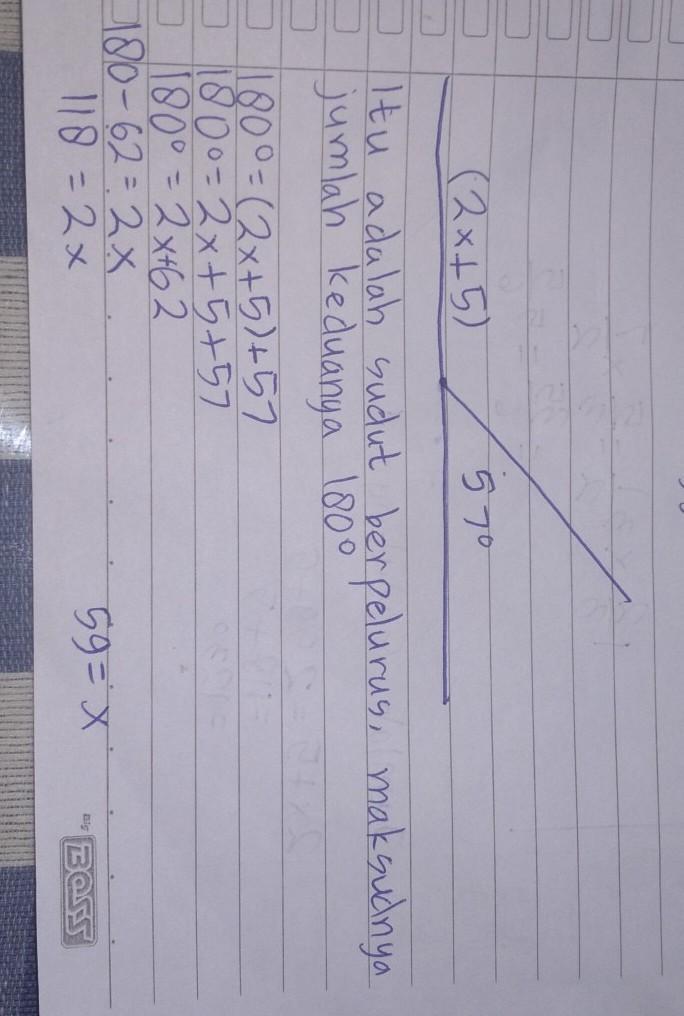 (2x+5) 57°
Itu adalah sudut berpelurus, maksudnya
jumlah keduanya 180°
180° = (2x+5)+57
180° = 2x+5+57
180° = 2x+62
180-62 = 2x
118 = 2x 59 = x
BIG BOSS